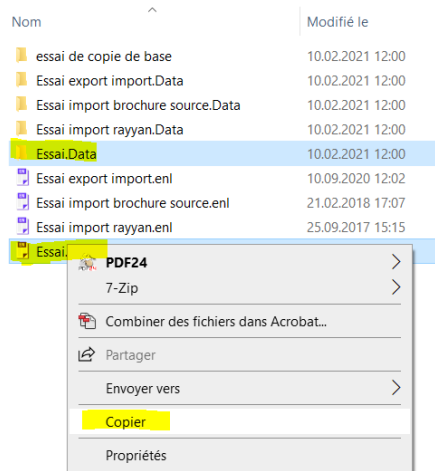 Nom Modifié le
essai de copie de base 10.02.2021 12:00
Essai export import.Data 10.02.2021 12:00
Essai import brochure source.Data 10.02.2021 12:00
Essai import rayyan.Data 10.02.2021 12:00
Essai.Data 10.02.2021 12:00
Essai export import.enl 10.09.2020 12:02
Essai import brochure source.enl 21.02.2018 17:07
Essai import rayyan.enl 25.09.2017 15:15
Essai.
PDF24
7-Zip
Combiner des fichiers dans Acrobat...
Partager
Envoyer vers
Copier
Propriétés